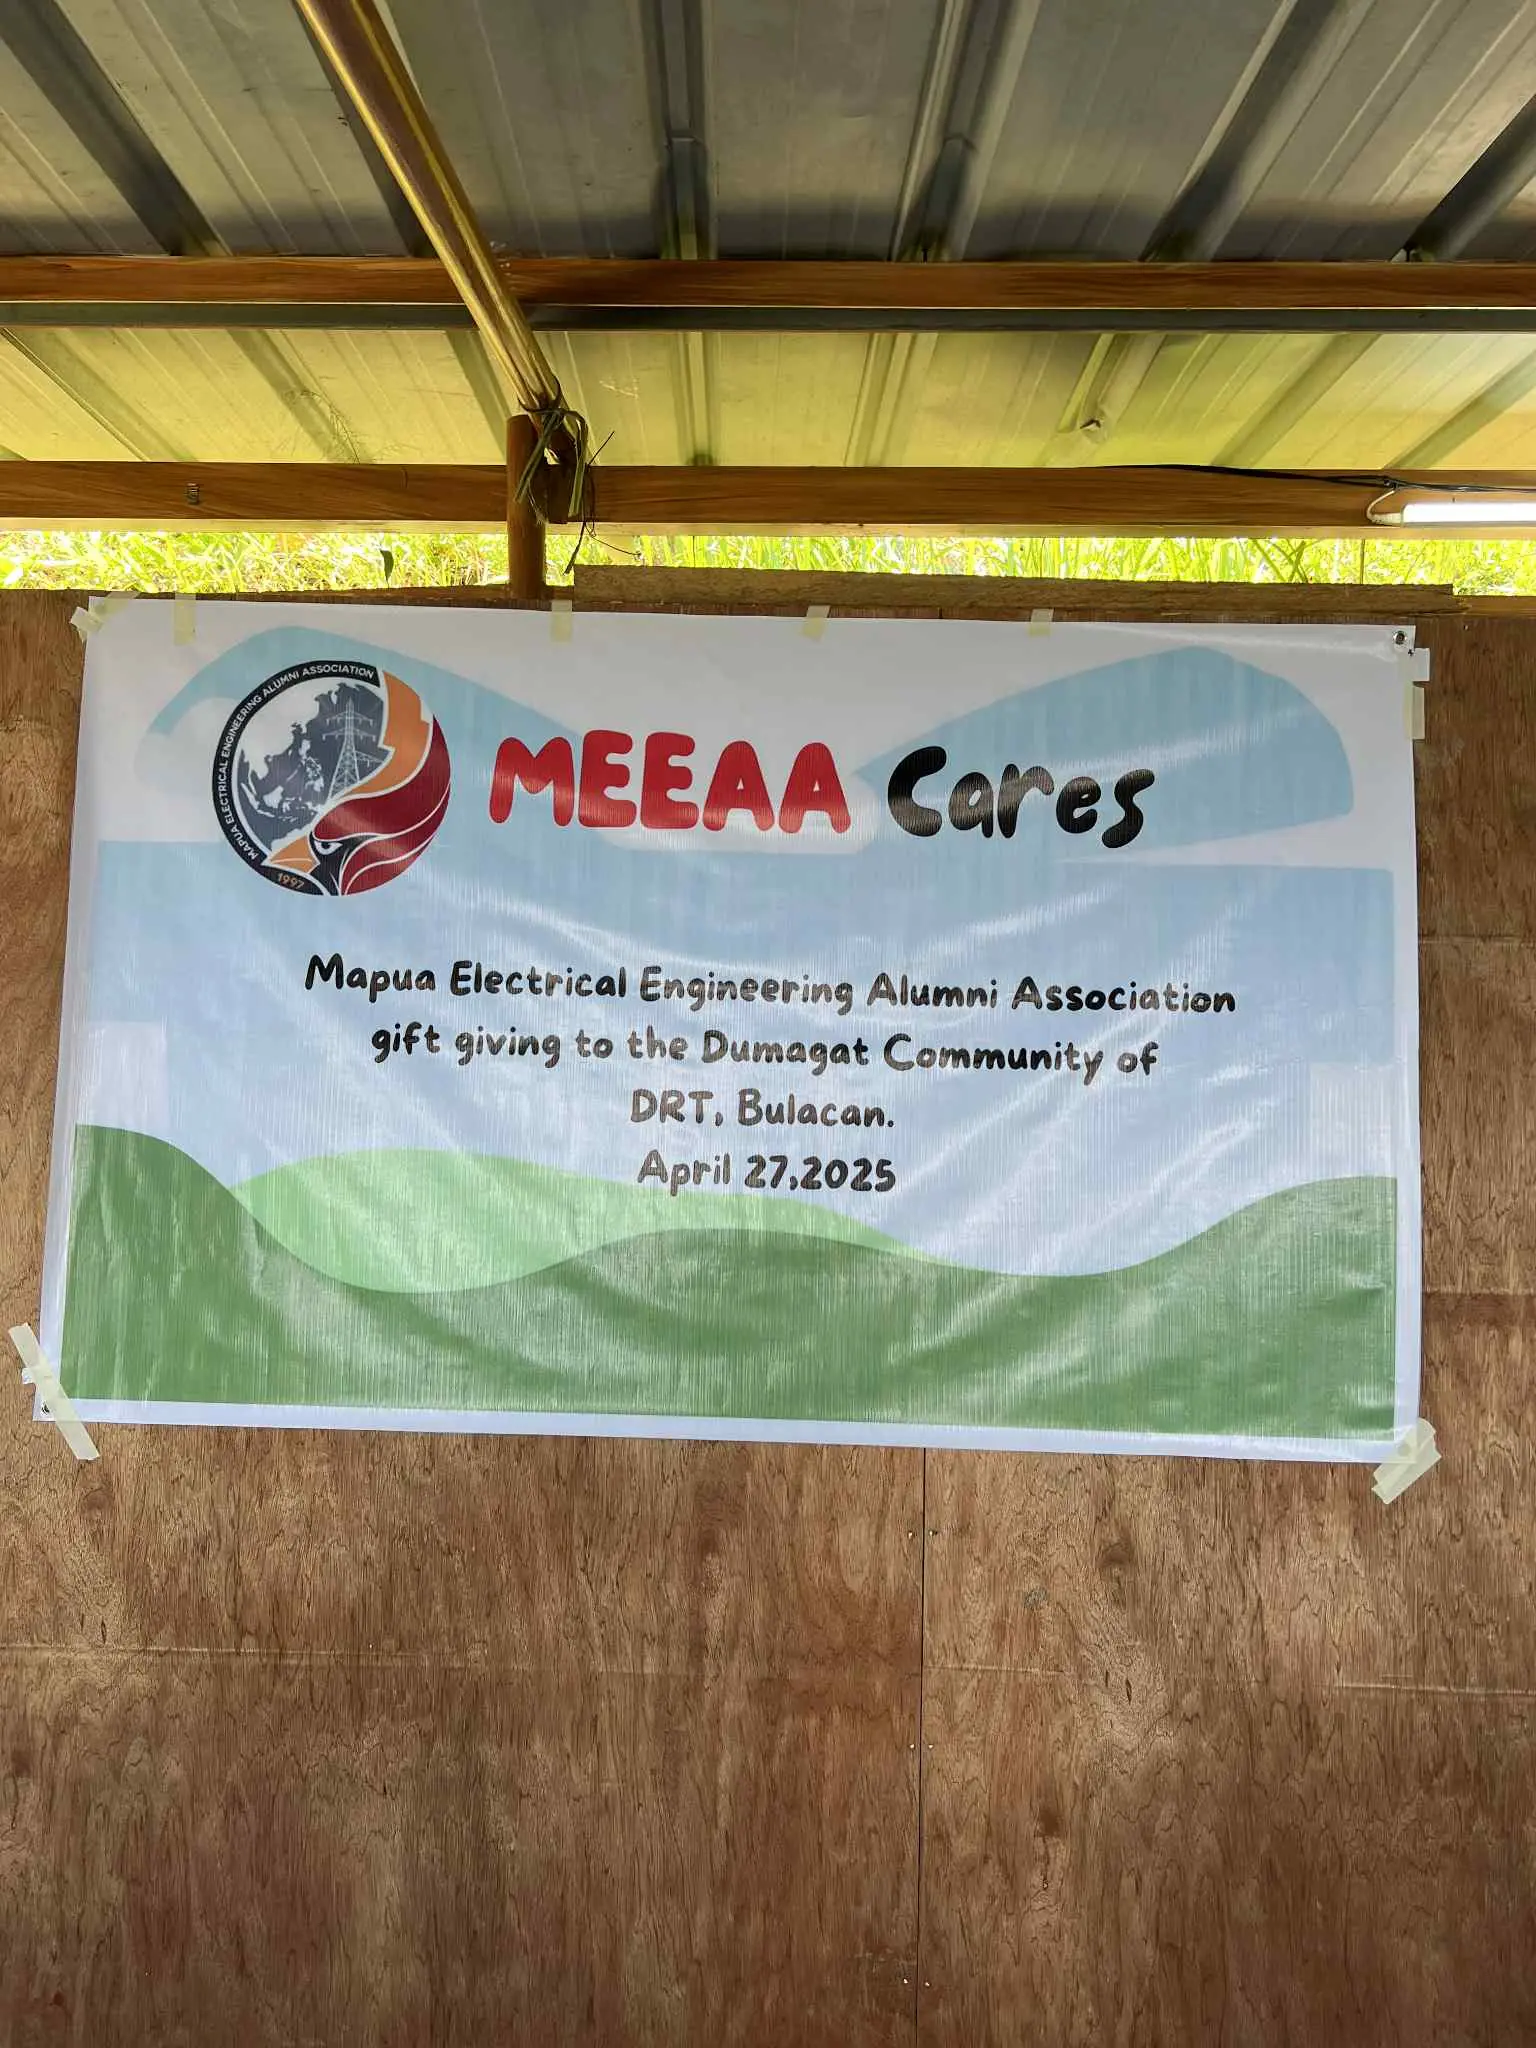 MAPUA ELECTRICAL ENGINEERING ALUMNI ASSOCIATION
1997
MEEAA Cares
Mapua Electrical Engineering Alumni Association
gift giving to the Dumagat Community of
DRT, Bulacan.
April 27,2025